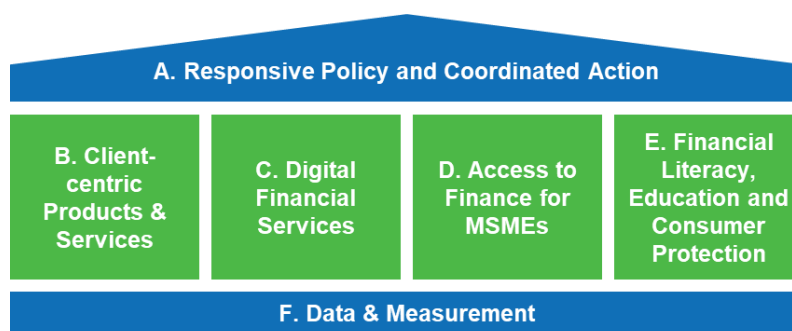 A. Responsive Policy and Coordinated Action
B. Client-
centric
Products &
Services
C. Digital
Financial
Services
D. Access to
Finance for
MSMEs
E. Financial
Literacy,
Education and
Consumer
Protection
F. Data & Measurement